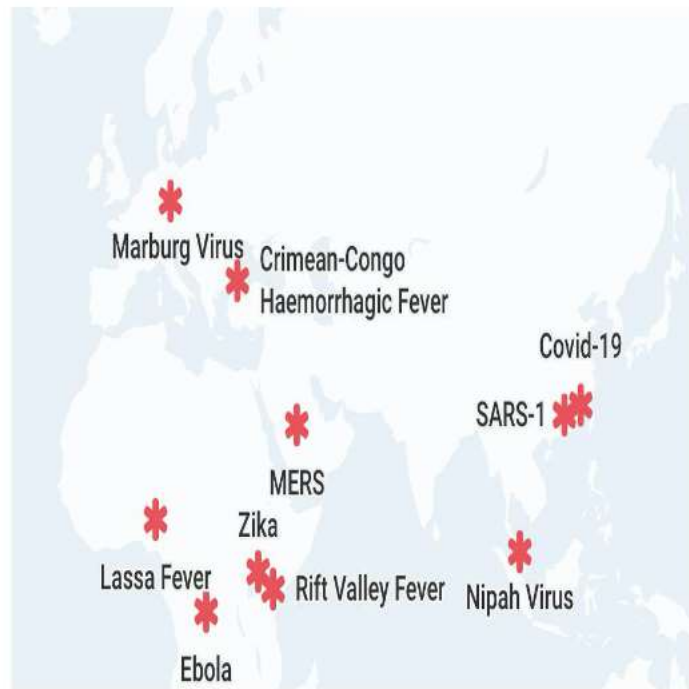 Marburg Virus
Crimean-Congo
Haemorrhagic Fever
Covid-19
SARS-1
MERS
Zika
Lassa Fever
Rift Valley Fever
Nipah Virus
Ebola